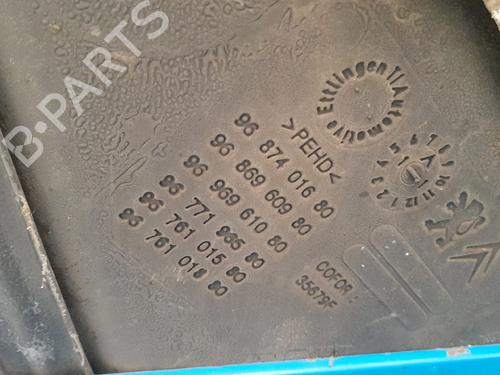 B-PARTS
Ettlingen TI/Automotive
>PEHD<
96 874 016 80
96 869 609 80
96 969 610 80
96 771 985 80
96 761 015 80
96 761 018 80
COFOR :
35679F